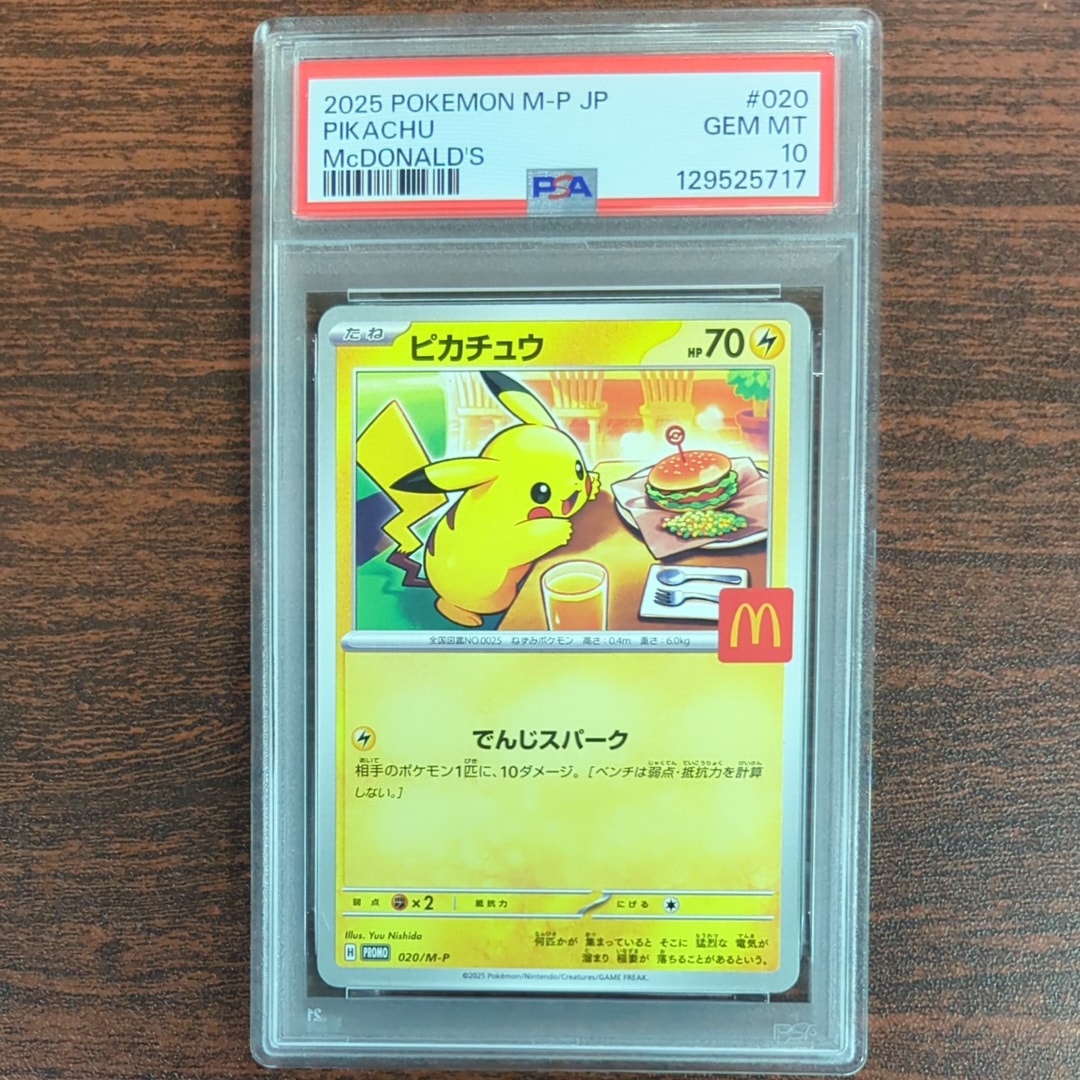 2025 POKEMON M-P JP #020
PIKACHU GEM MT
McDONALD'S 10
PSA 129525717
たね ピカチュウ HP70
全国図鑑NO.0025 ねずみポケモン 高さ:0.4m 重さ:6.0kg
M
でんじスパーク
相手のポケモン1匹に、10ダメージ。[ベンチは弱点・抵抗力を計算
しない。]
弱点 ×2 抵抗力 にげる
Illus. Yuu Nishida
何匹かが 集まっていると そこに 猛烈な 電気が
溜まり 稲妻が 落ちることがあるという。
H PROMO 020/M-P
©2025 Pokémon/Nintendo/Creatures/GAME FREAK.
PSA